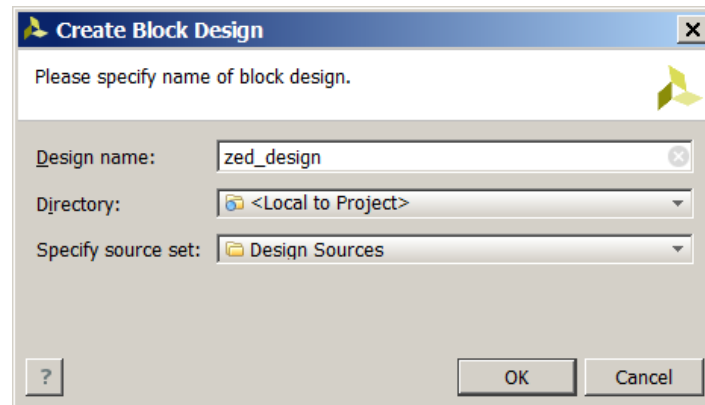 Create Block Design
Please specify name of block design.
Design name: zed_design
Directory: <Local to Project>
Specify source set: Design Sources
? OK Cancel